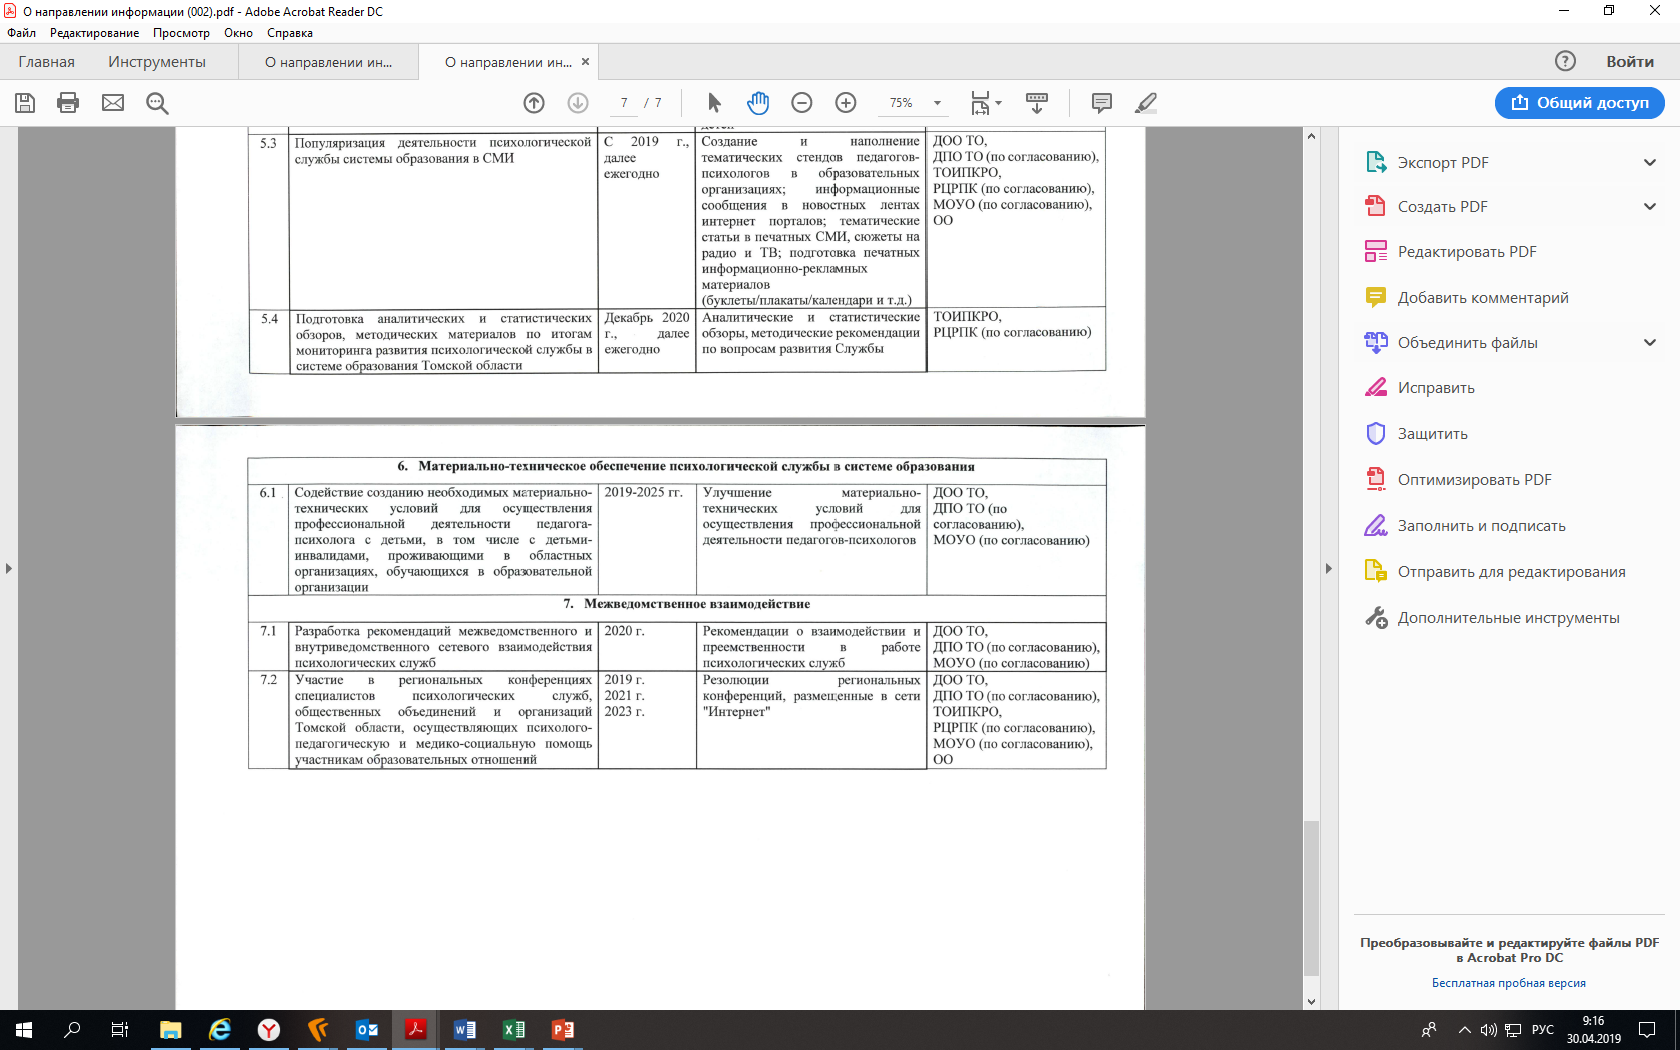 О направлении информации (002).pdf - Adobe Acrobat Reader DC
Файл Редактирование Просмотр Окно Справка
Главная Инструменты О направлении ин... О направлении ин... × Войти
7 / 7 75% Общий доступ
5.3 Популяризация деятельности психологической службы системы образования в СМИ
С 2019 г., далее ежегодно
Создание и наполнение
тематических стендов педагогов-
психологов в образовательных
организациях; информационные
сообщения в новостных лентах
интернет порталов; тематические
статьи в печатных СМИ, сюжеты на
радио и ТВ; подготовка печатных
информационно-рекламных
материалов
(буклеты/плакаты/календари и т.д.)
ДОО ТО,
ДПО ТО (по согласованию),
ТОИПКРО,
РЦРПК (по согласованию),
МОУО (по согласованию),
ОО
5.4 Подготовка аналитических и статистических
обзоров, методических материалов по итогам
мониторинга развития психологической службы в
системе образования Томской области
Декабрь 2020
г., далее
ежегодно
Аналитические и статистические
обзоры, методические рекомендации
по вопросам развития Службы
ТОИПКРО,
РЦРПК (по согласованию)
6. Материально-техническое обеспечение психологической службы в системе образования
6.1 Содействие созданию необходимых материально-
технических условий для осуществления
профессиональной деятельности педагога-
психолога с детьми, в том числе с детьми-
инвалидами, проживающими в областных
организациях, обучающихся в образовательной
организации
2019-2025 гг.
Улучшение материально-
технических условий для
осуществления профессиональной
деятельности педагогов-психологов
ДОО ТО,
ДПО ТО (по
согласованию),
МОУО (по согласованию)
7. Межведомственное взаимодействие
7.1 Разработка рекомендаций межведомственного и
внутриведомственного сетевого взаимодействия
психологических служб
2020 г.
Рекомендации о взаимодействии и
преемственности в работе
психологических служб
ДОО ТО,
ДПО ТО (по согласованию),
МОУО (по согласованию)
7.2 Участие в региональных конференциях
специалистов психологических служб,
общественных объединений и организаций
Томской области, осуществляющих психолого-
педагогическую и медико-социальную помощь
участникам образовательных отношений
2019 г.
2021 г.
2023 г.
Резолюции региональных
конференций, размещенные в сети
"Интернет"
ДОО ТО,
ДПО ТО (по согласованию),
ТОИПКРО,
РЦРПК (по согласованию),
МОУО (по согласованию),
ОО
Экспорт PDF
Создать PDF
Редактировать PDF
Добавить комментарий
Объединить файлы
Исправить
Защитить
Оптимизировать PDF
Заполнить и подписать
Отправить для редактирования
Дополнительные инструменты
Преобразовывайте и редактируйте файлы PDF
в Acrobat Pro DC
Бесплатная пробная версия
РУС
9:16
30.04.2019